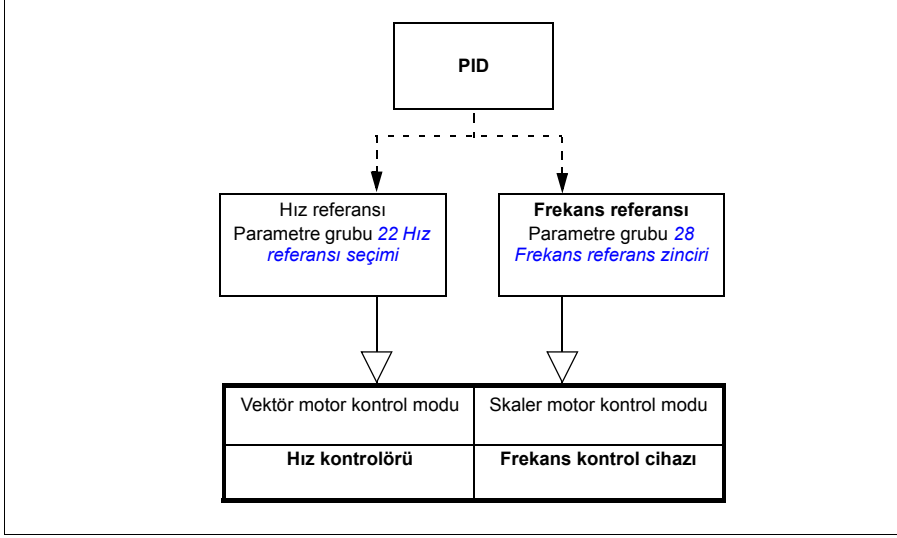 PID
Hız referansı
Parametre grubu 22 Hız
referansı seçimi
Frekans referansı
Parametre grubu 28
Frekans referans zinciri
Vektör motor kontrol modu
Skaler motor kontrol modu
Hız kontrolörü
Frekans kontrol cihazı